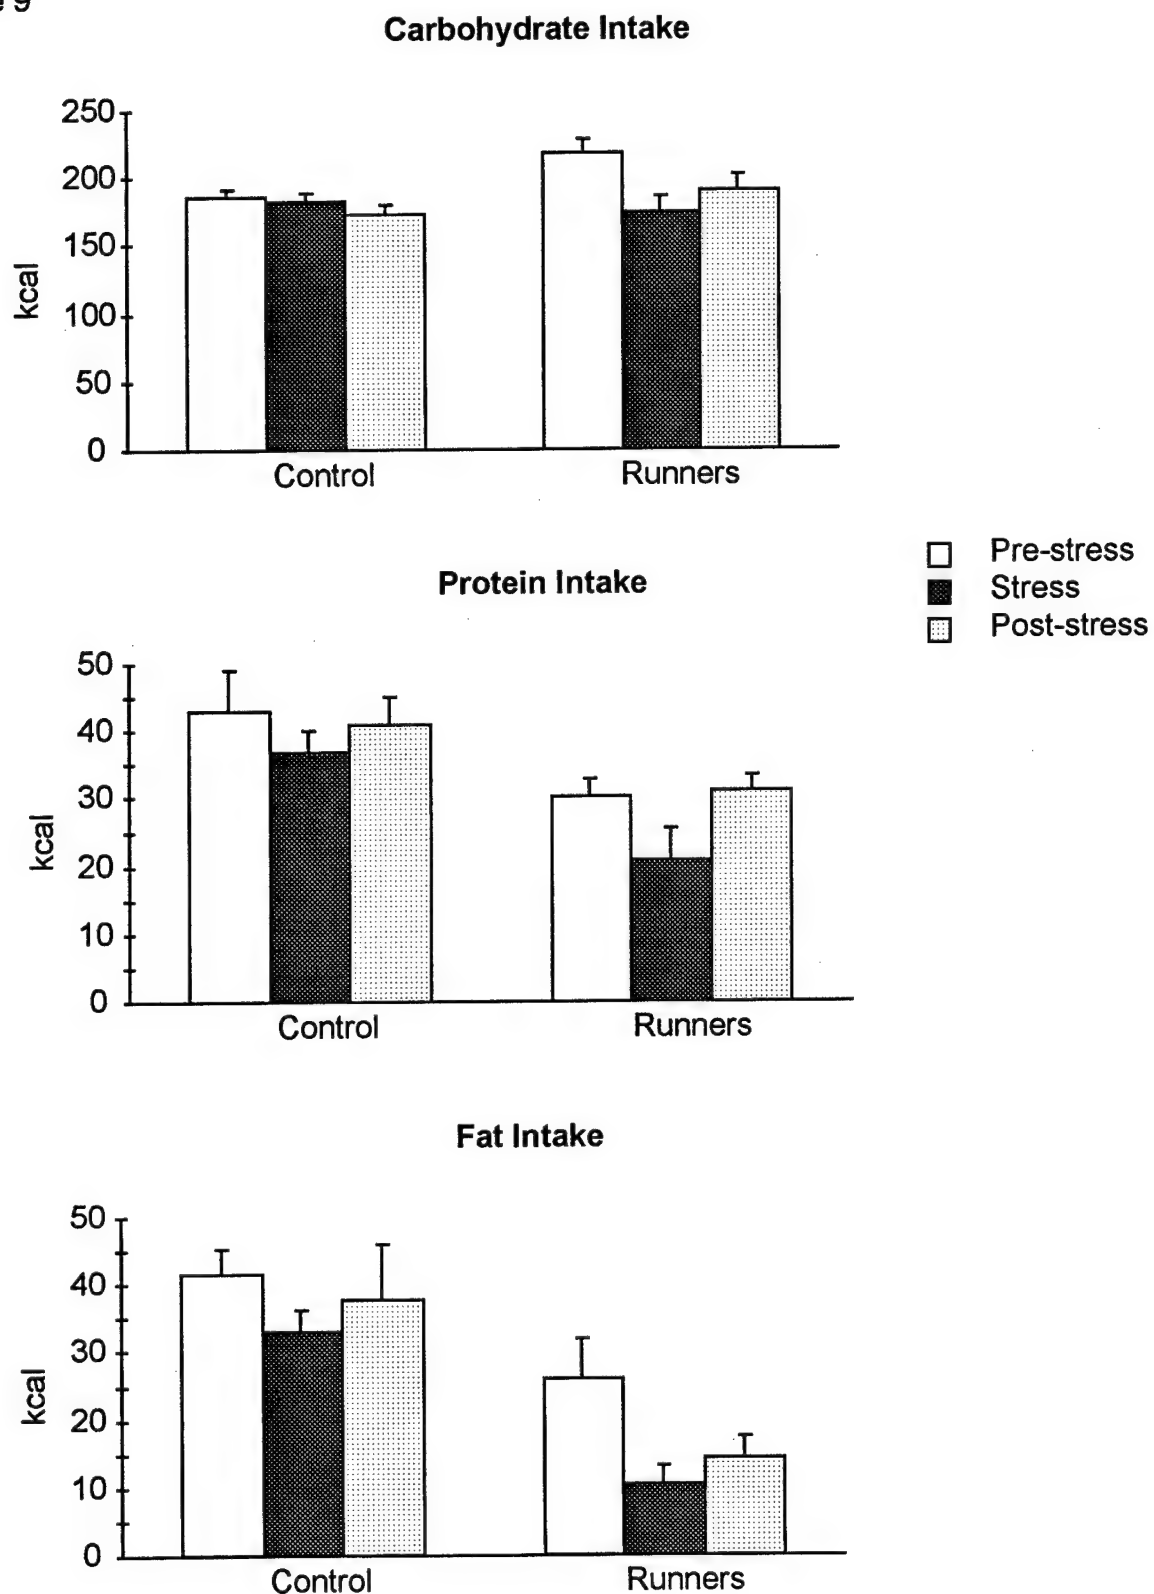 9
Carbohydrate Intake
250
200
150
100
50
0
kcal
Control Runners
Pre-stress
Stress
Post-stress
Protein Intake
50
40
30
20
10
0
kcal
Control Runners
Fat Intake
50
40
30
20
10
0
kcal
Control Runners